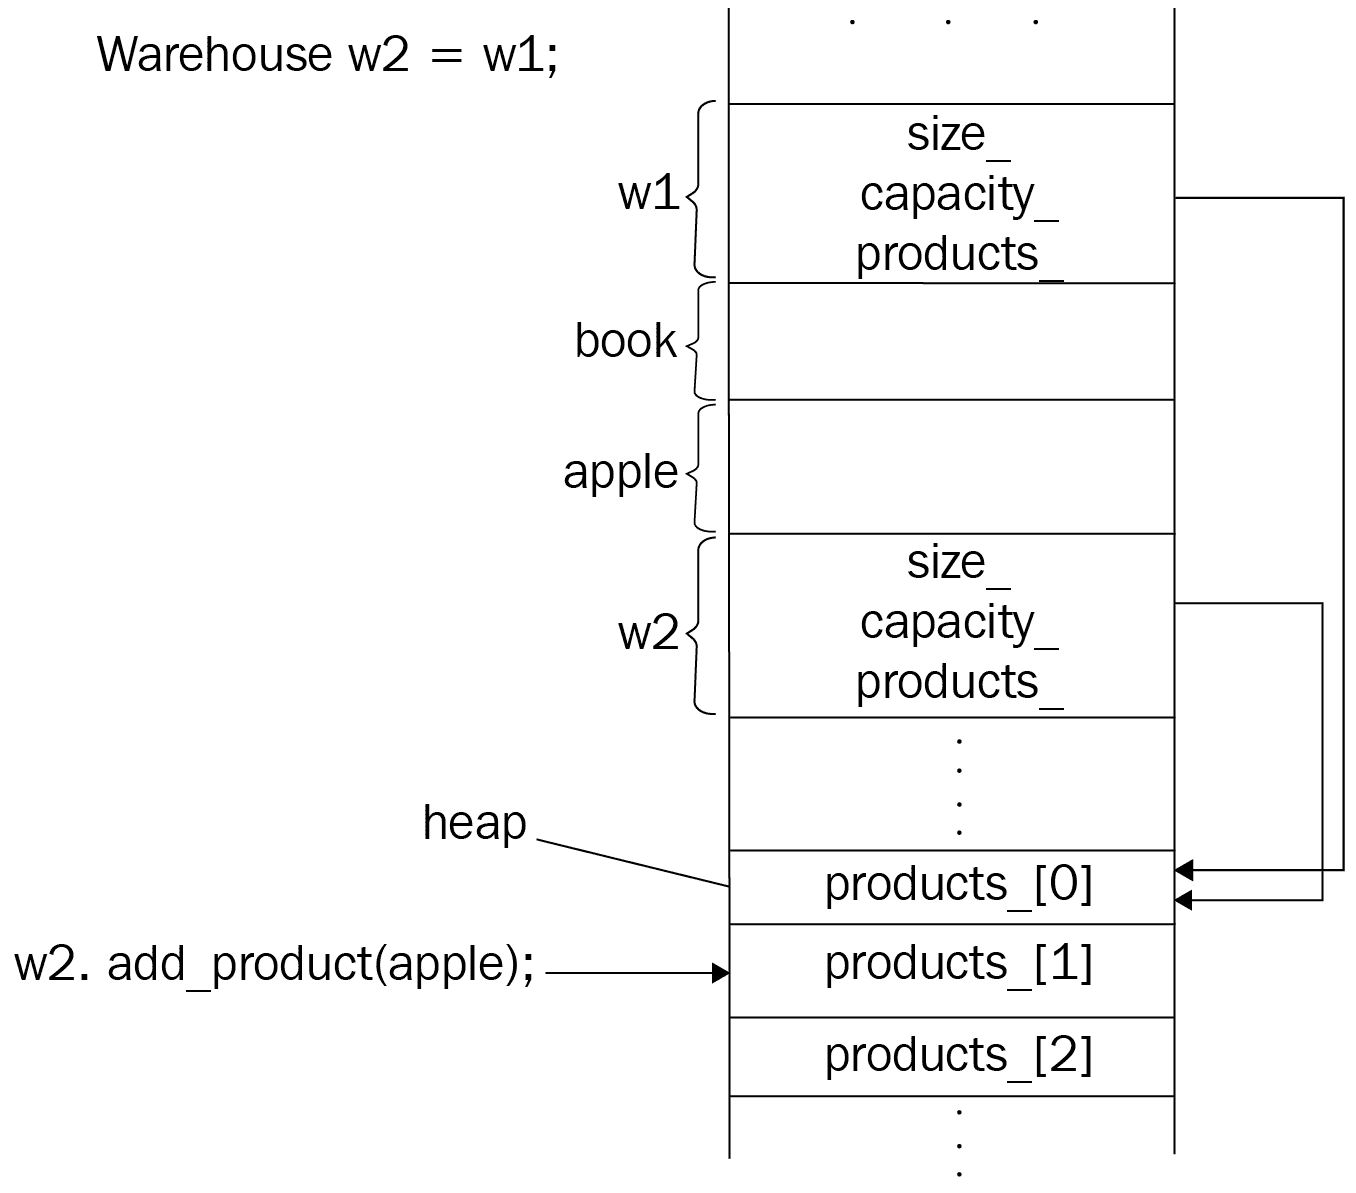 Warehouse w2 = w1;
size_
w1
capacity_
products_
book
apple
size_
w2
capacity_
products_
heap
products_[0]
w2. add_product(apple);
products_[1]
products_[2]